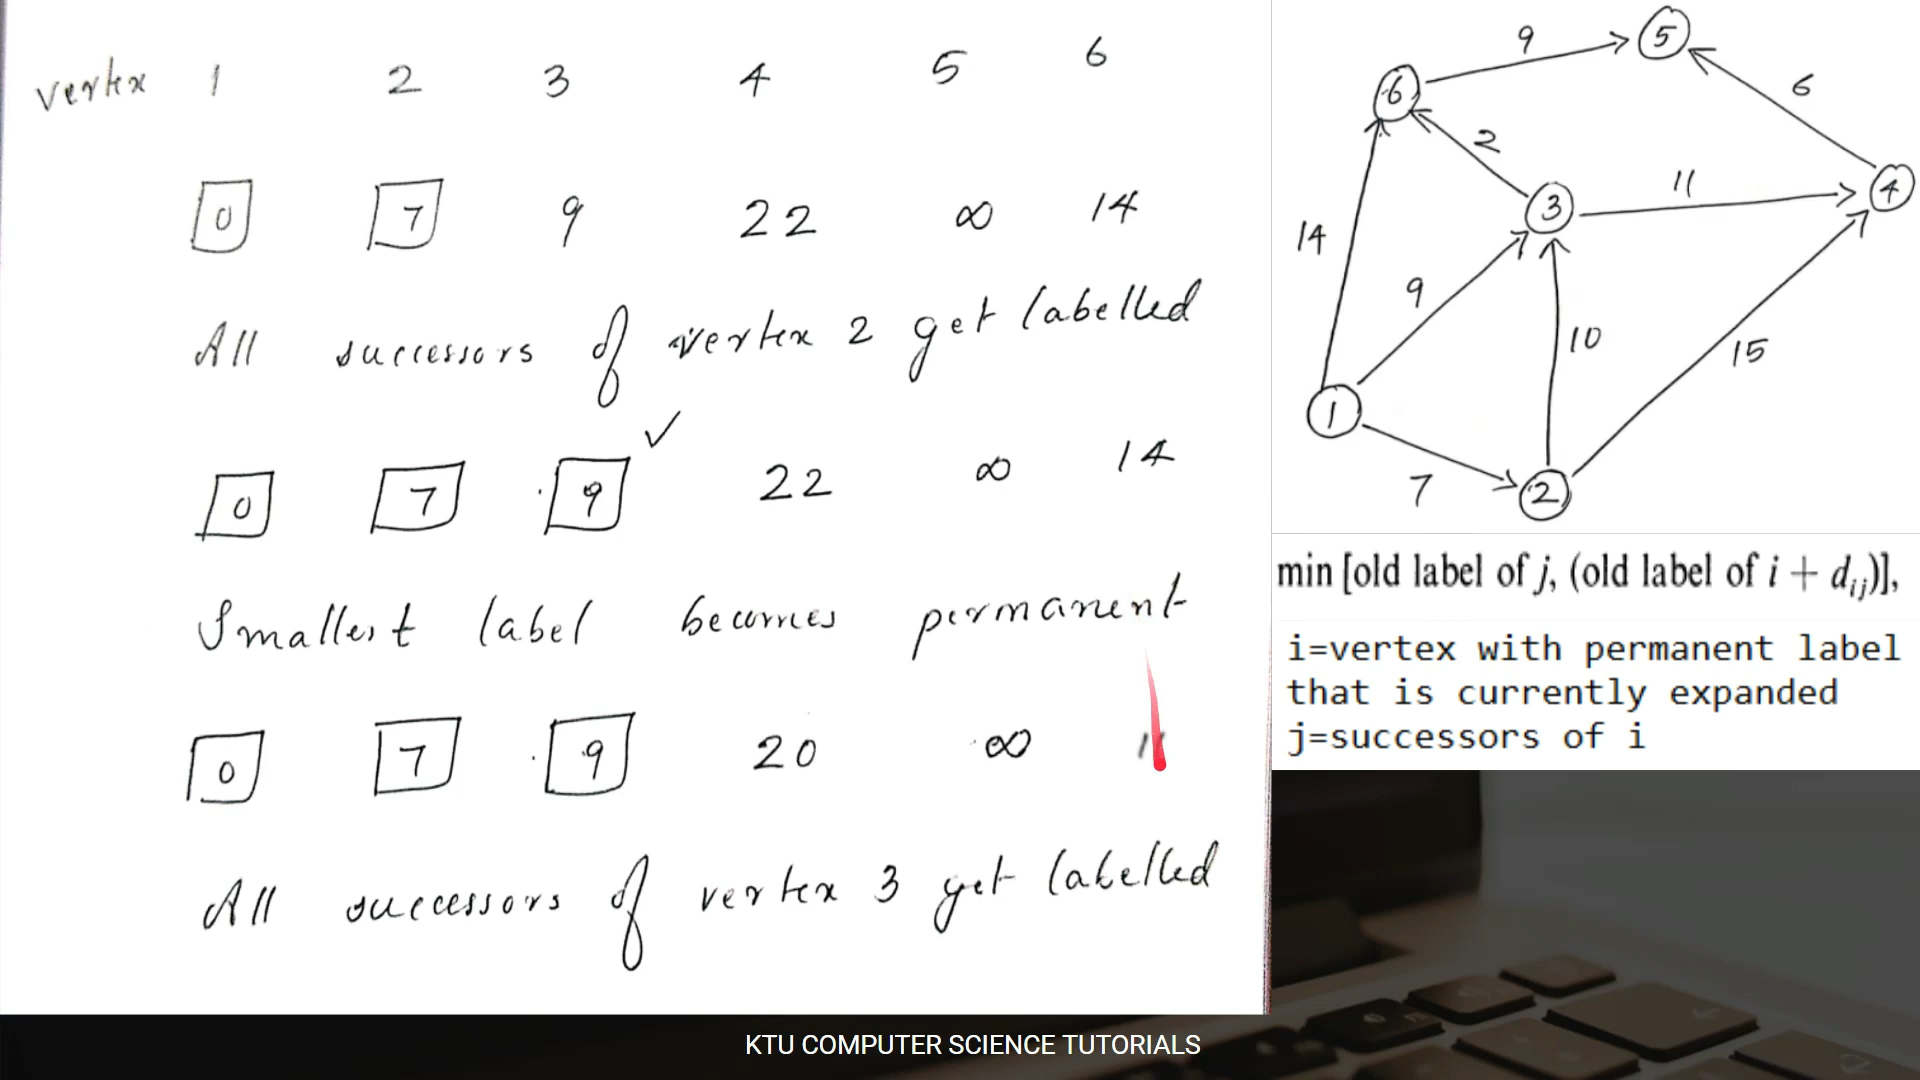 vertex 1 2 3 4 5 6
0 7 9 22 ∞ 14
All successors of vertex 2 get labelled
0 7 9 ✓ 22 ∞ 14
Smallest label becomes permanent
0 7 9 20 ∞ 11
All successors of vertex 3 get labelled
9 5
6 6
2
11 4
3
14
9
10 15
1
7 2
min [old label of j, (old label of i + dij)],
i=vertex with permanent label
that is currently expanded
j=successors of i
KTU COMPUTER SCIENCE TUTORIALS